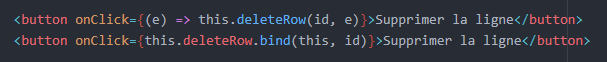 <button onClick={(e) => this.deleteRow(id, e)}>Supprimer la ligne</button>
<button onClick={this.deleteRow.bind(this, id)}>Supprimer la ligne</button>